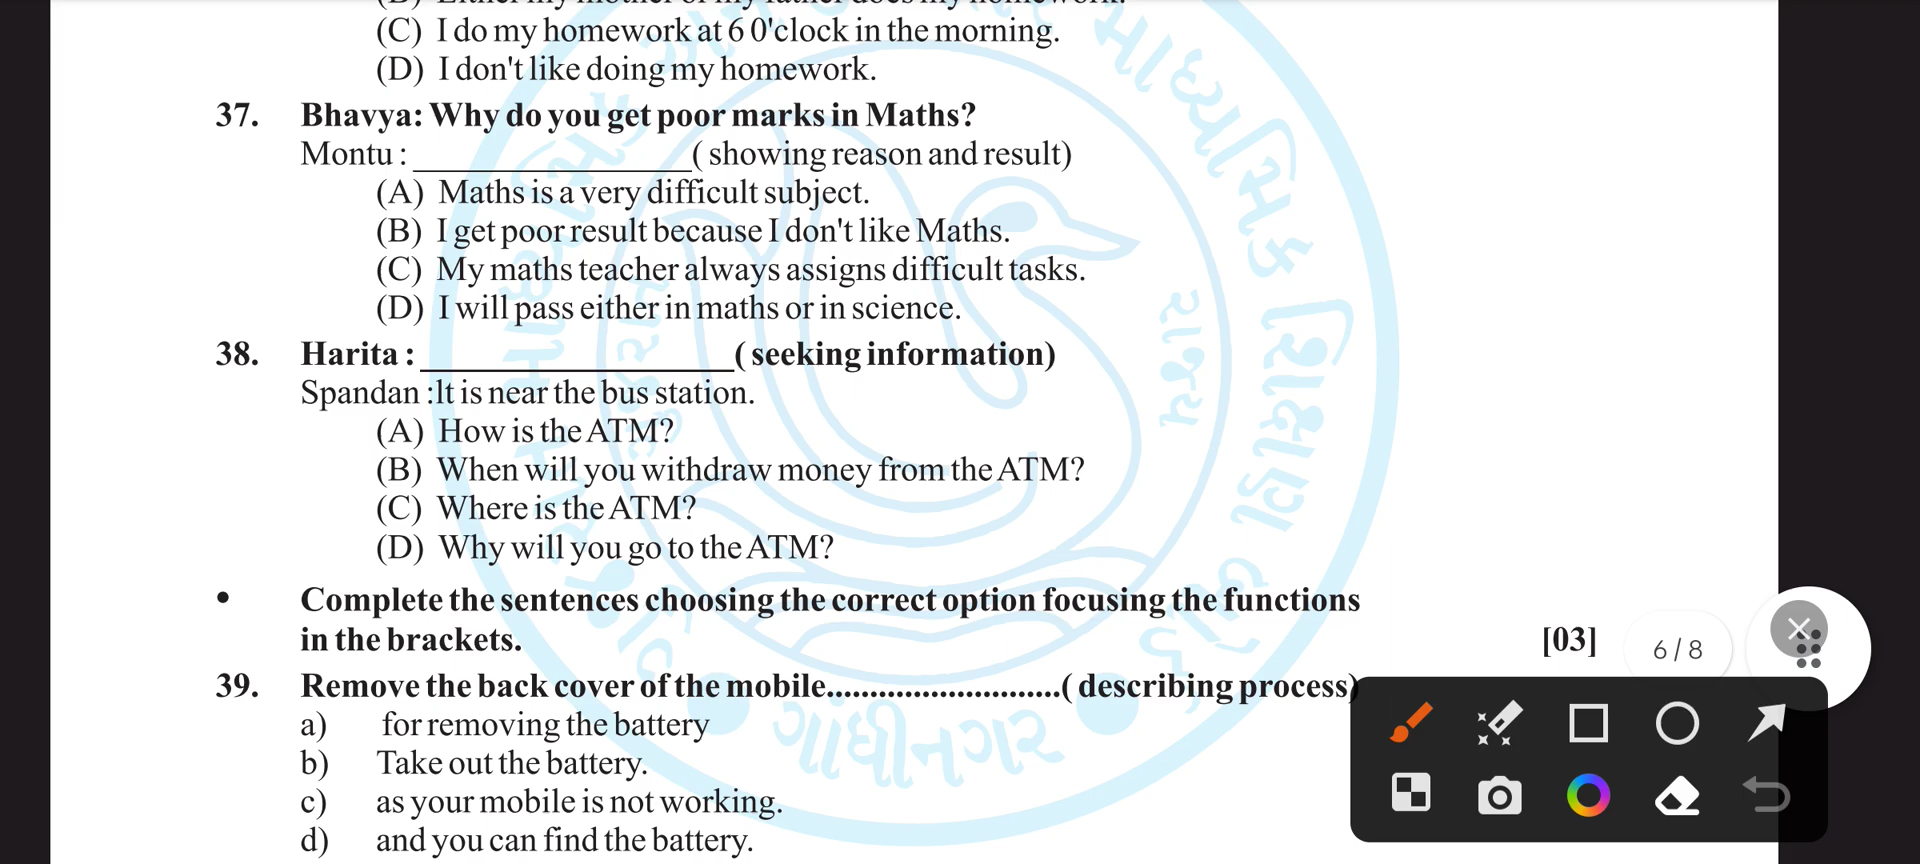 (C) I do my homework at 6 0'clock in the morning.
(D) I don't like doing my homework.
37. Bhavya: Why do you get poor marks in Maths?
Montu : ________________ ( showing reason and result)
(A) Maths is a very difficult subject.
(B) I get poor result because I don't like Maths.
(C) My maths teacher always assigns difficult tasks.
(D) I will pass either in maths or in science.
38. Harita : __________________ ( seeking information)
Spandan :lt is near the bus station.
(A) How is the ATM?
(B) When will you withdraw money from the ATM?
(C) Where is the ATM?
(D) Why will you go to the ATM?
• Complete the sentences choosing the correct option focusing the functions
in the brackets. [03]
6 / 8
39. Remove the back cover of the mobile...........................( describing process)
a) for removing the battery
b) Take out the battery.
c) as your mobile is not working.
d) and you can find the battery.
ગાંધીનગર